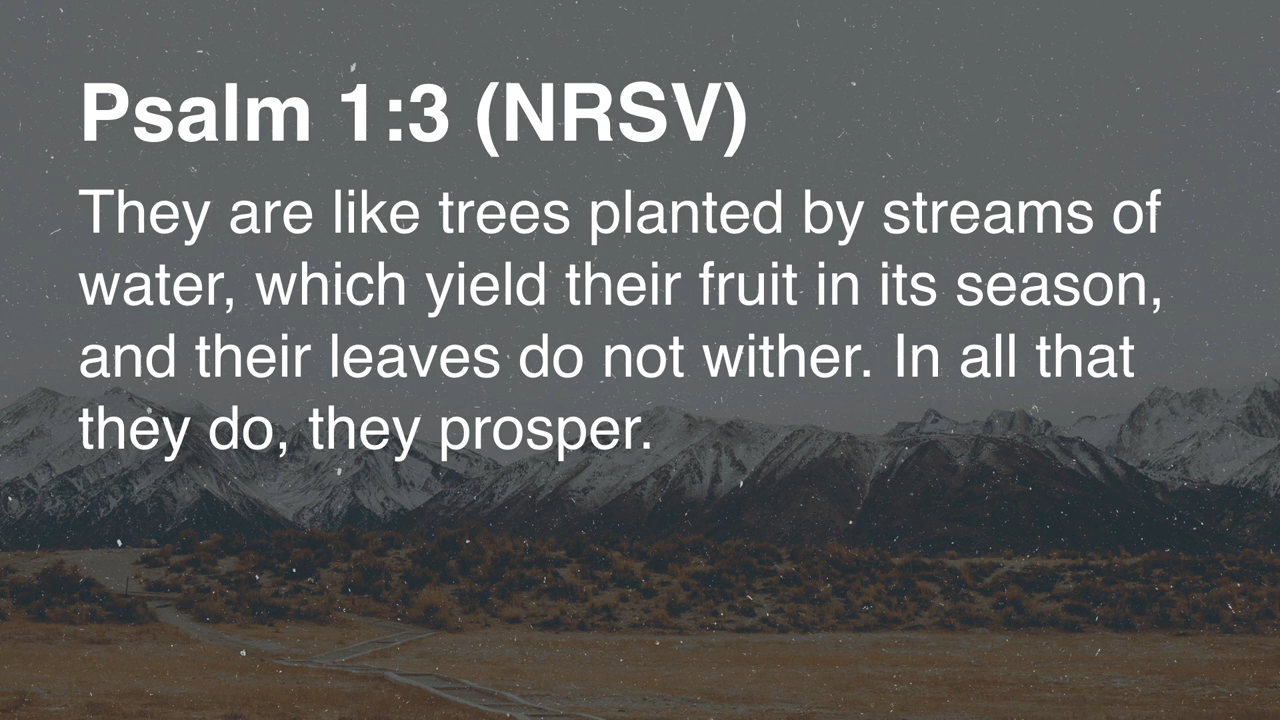 Psalm 1:3 (NRSV)
They are like trees planted by streams of
water, which yield their fruit in its season,
and their leaves do not wither. In all that
they do, they prosper.